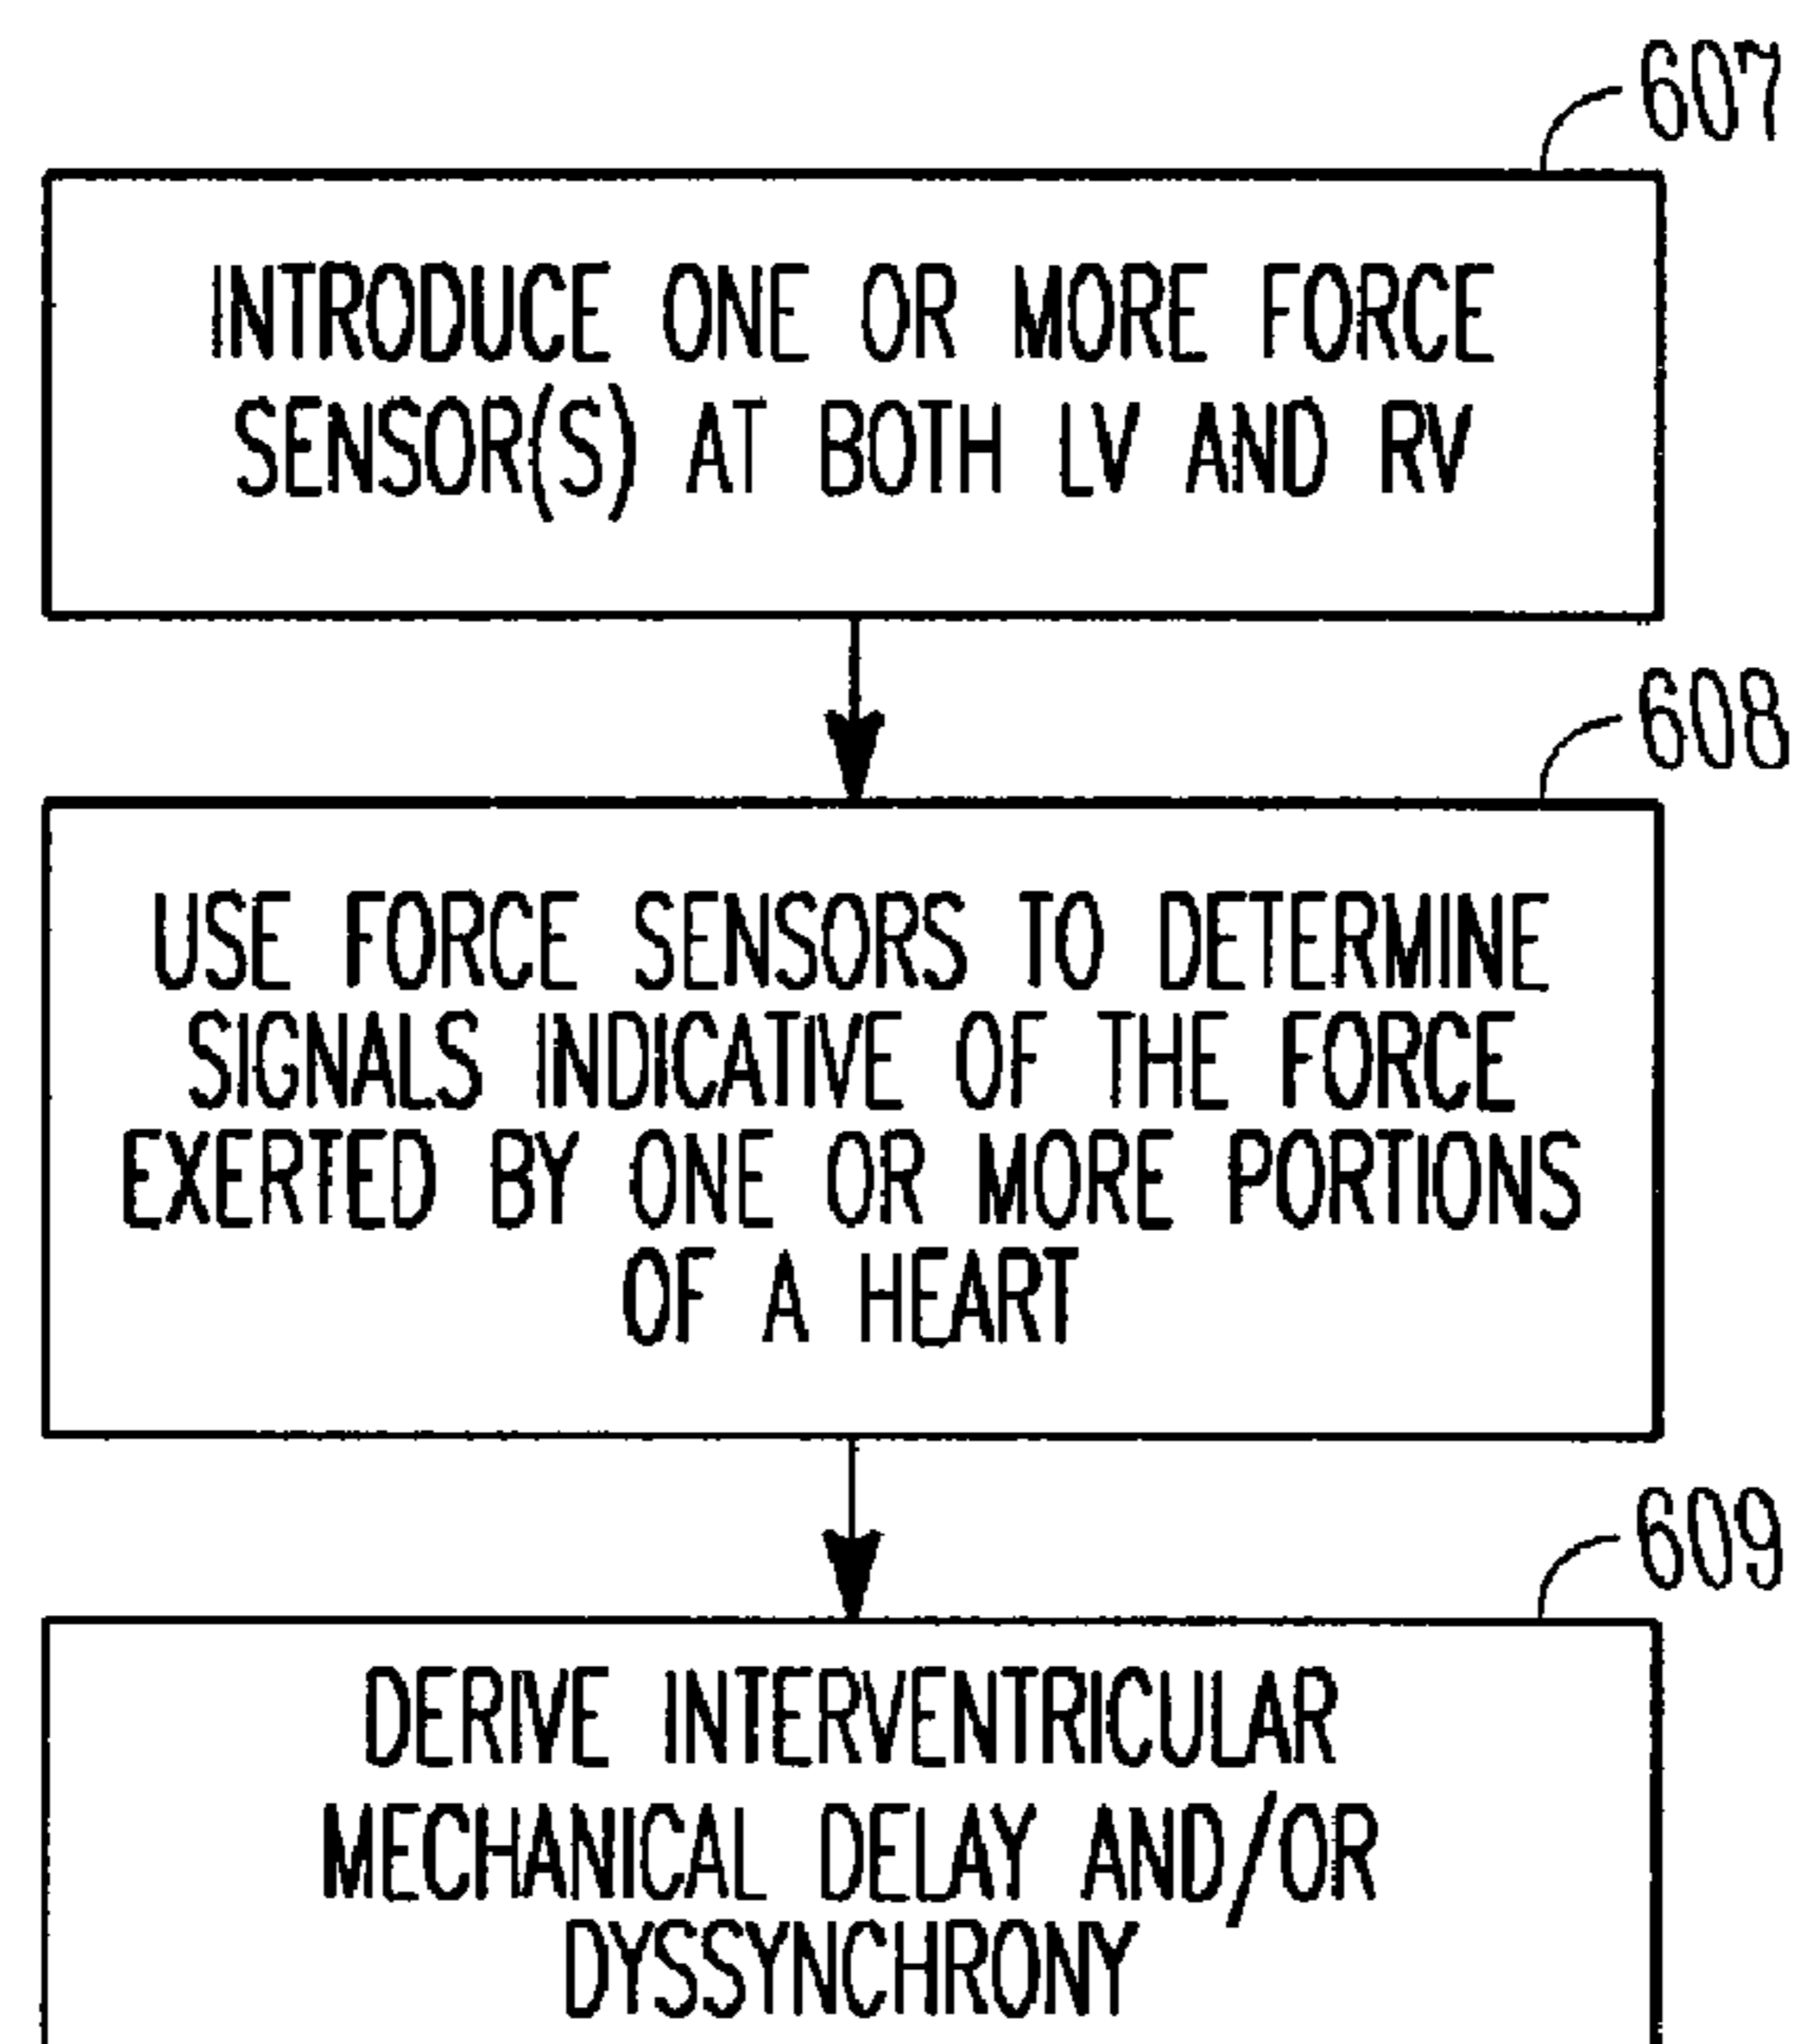 607
INTRODUCE ONE OR MORE FORCE
SENSOR(S) AT BOTH LV AND RV
608
USE FORCE SENSORS TO DETERMINE
SIGNALS INDICATIVE OF THE FORCE
EXERTED BY ONE OR MORE PORTIONS
OF A HEART
609
DERIVE INTERVENTRICULAR
MECHANICAL DELAY AND/OR
DYSSYNCHRONY